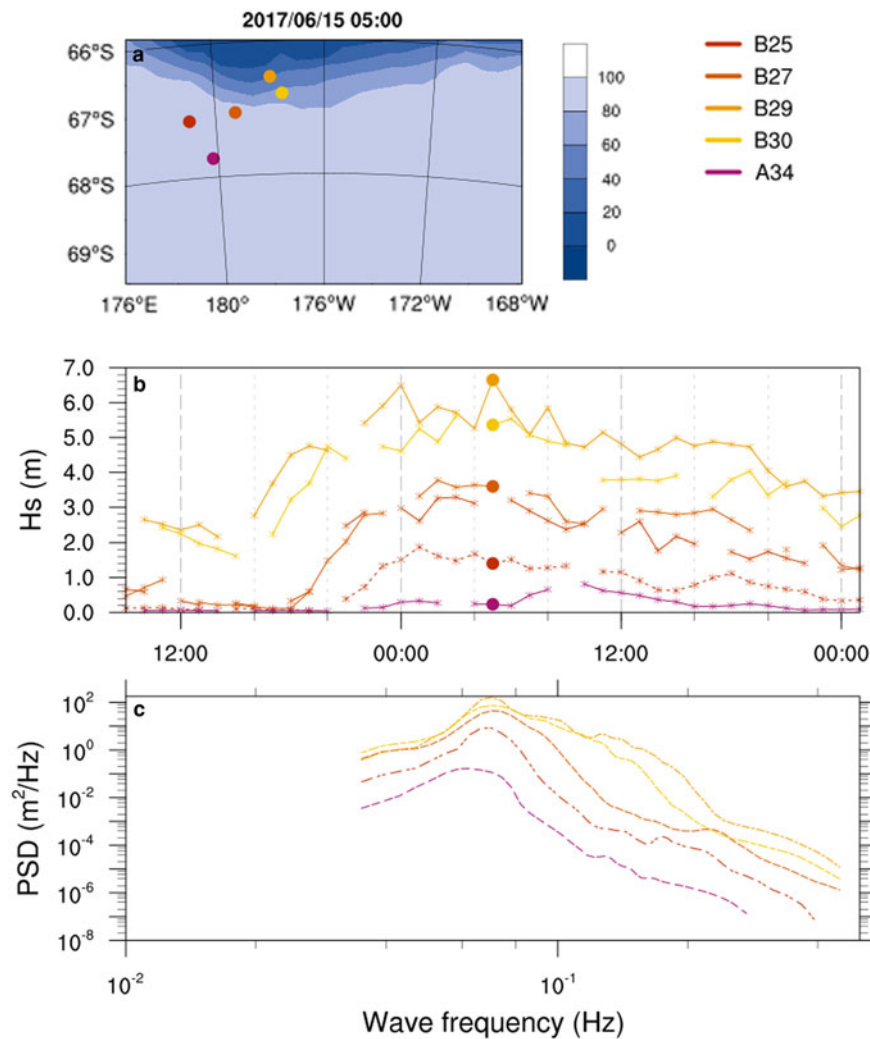 2017/06/15 05:00
a
66°S
67°S
68°S
69°S
176°E 180° 176°W 172°W 168°W
100
80
60
40
20
0
B25
B27
B29
B30
A34
b
Hs (m)
7.0
6.0
5.0
4.0
3.0
2.0
1.0
0.0
12:00 00:00 12:00 00:00
c
PSD (m²/Hz)
10²
10⁰
10⁻²
10⁻⁴
10⁻⁶
10⁻⁸
10⁻² 10⁻¹
Wave frequency (Hz)